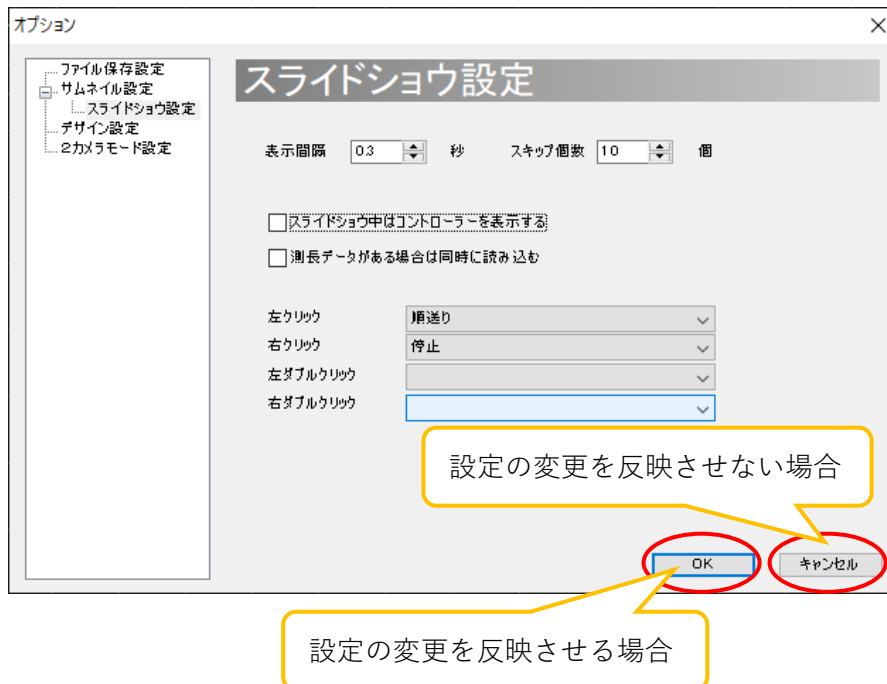 オプション
ファイル保存設定
サムネイル設定
スライドショウ設定
デザイン設定
2カメラモード設定
スライドショウ設定
表示間隔 0.3 秒 スキップ個数 10 個
スライドショウ中はコントローラーを表示する
測長データがある場合は同時に読み込む
左クリック 順送り
右クリック 停止
左ダブルクリック
右ダブルクリック
設定の変更を反映させない場合
OK キャンセル
設定の変更を反映させる場合